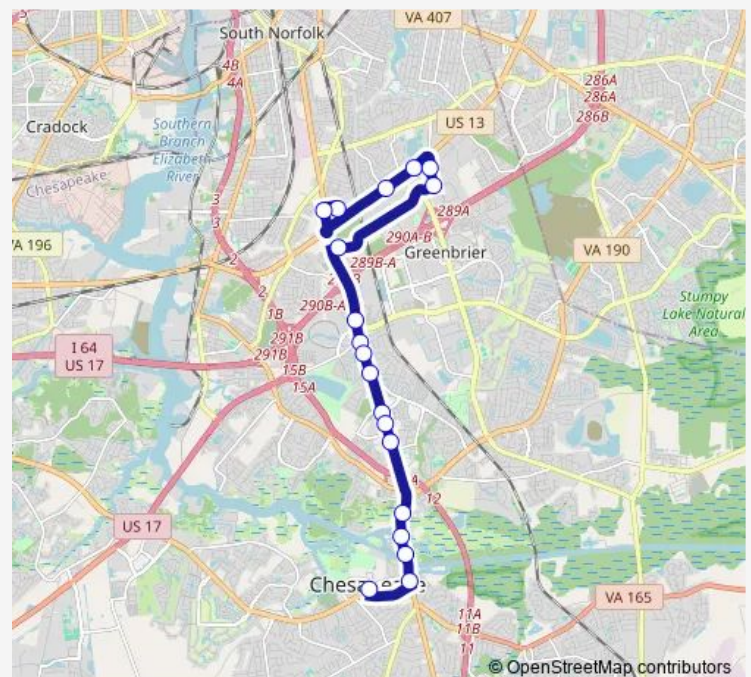 VA 407
South Norfolk
4B
4A
286A
286A
286B
US 13
Cradock
Southern
Branch
Elizabeth
River
Chesapeake
3
3
289A
VA 196
2
290A-B
Greenbrier
VA 190
289B-A
2
290B-A
Stumpy
Lake Natural
Area
1B
I 64
US 17
291B
291B
15B
15A
12
US 17
Chesapeake
VA 165
11A
11B
11
© OpenStreetMap contributors